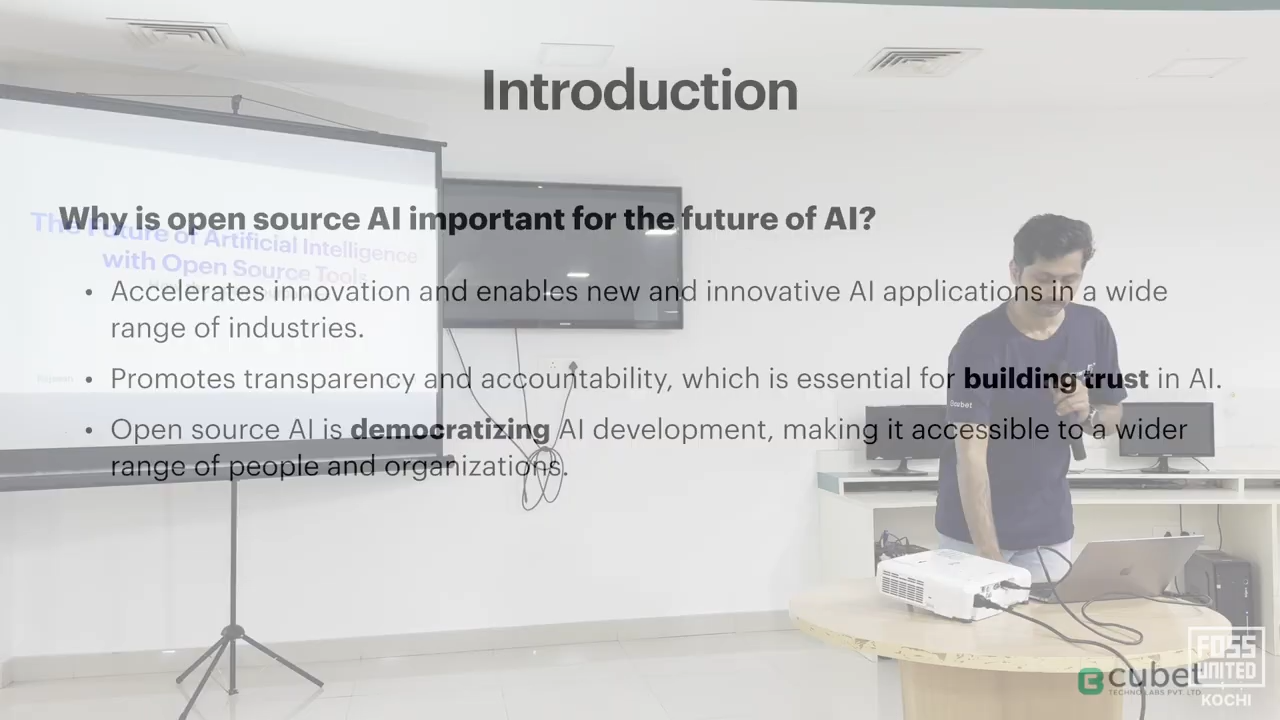 Introduction
Why is open source AI important for the future of AI?
The Future of Artificial Intelligence
with Open Source Tools
• Accelerates innovation and enables new and innovative AI applications in a wide
range of industries.
• Promotes transparency and accountability, which is essential for building trust in AI.
• Open source AI is democratizing AI development, making it accessible to a wider
range of people and organizations.
cubet
cubet
TECHNO LABS PVT. LTD
FOSS
UNITED
KOCHI